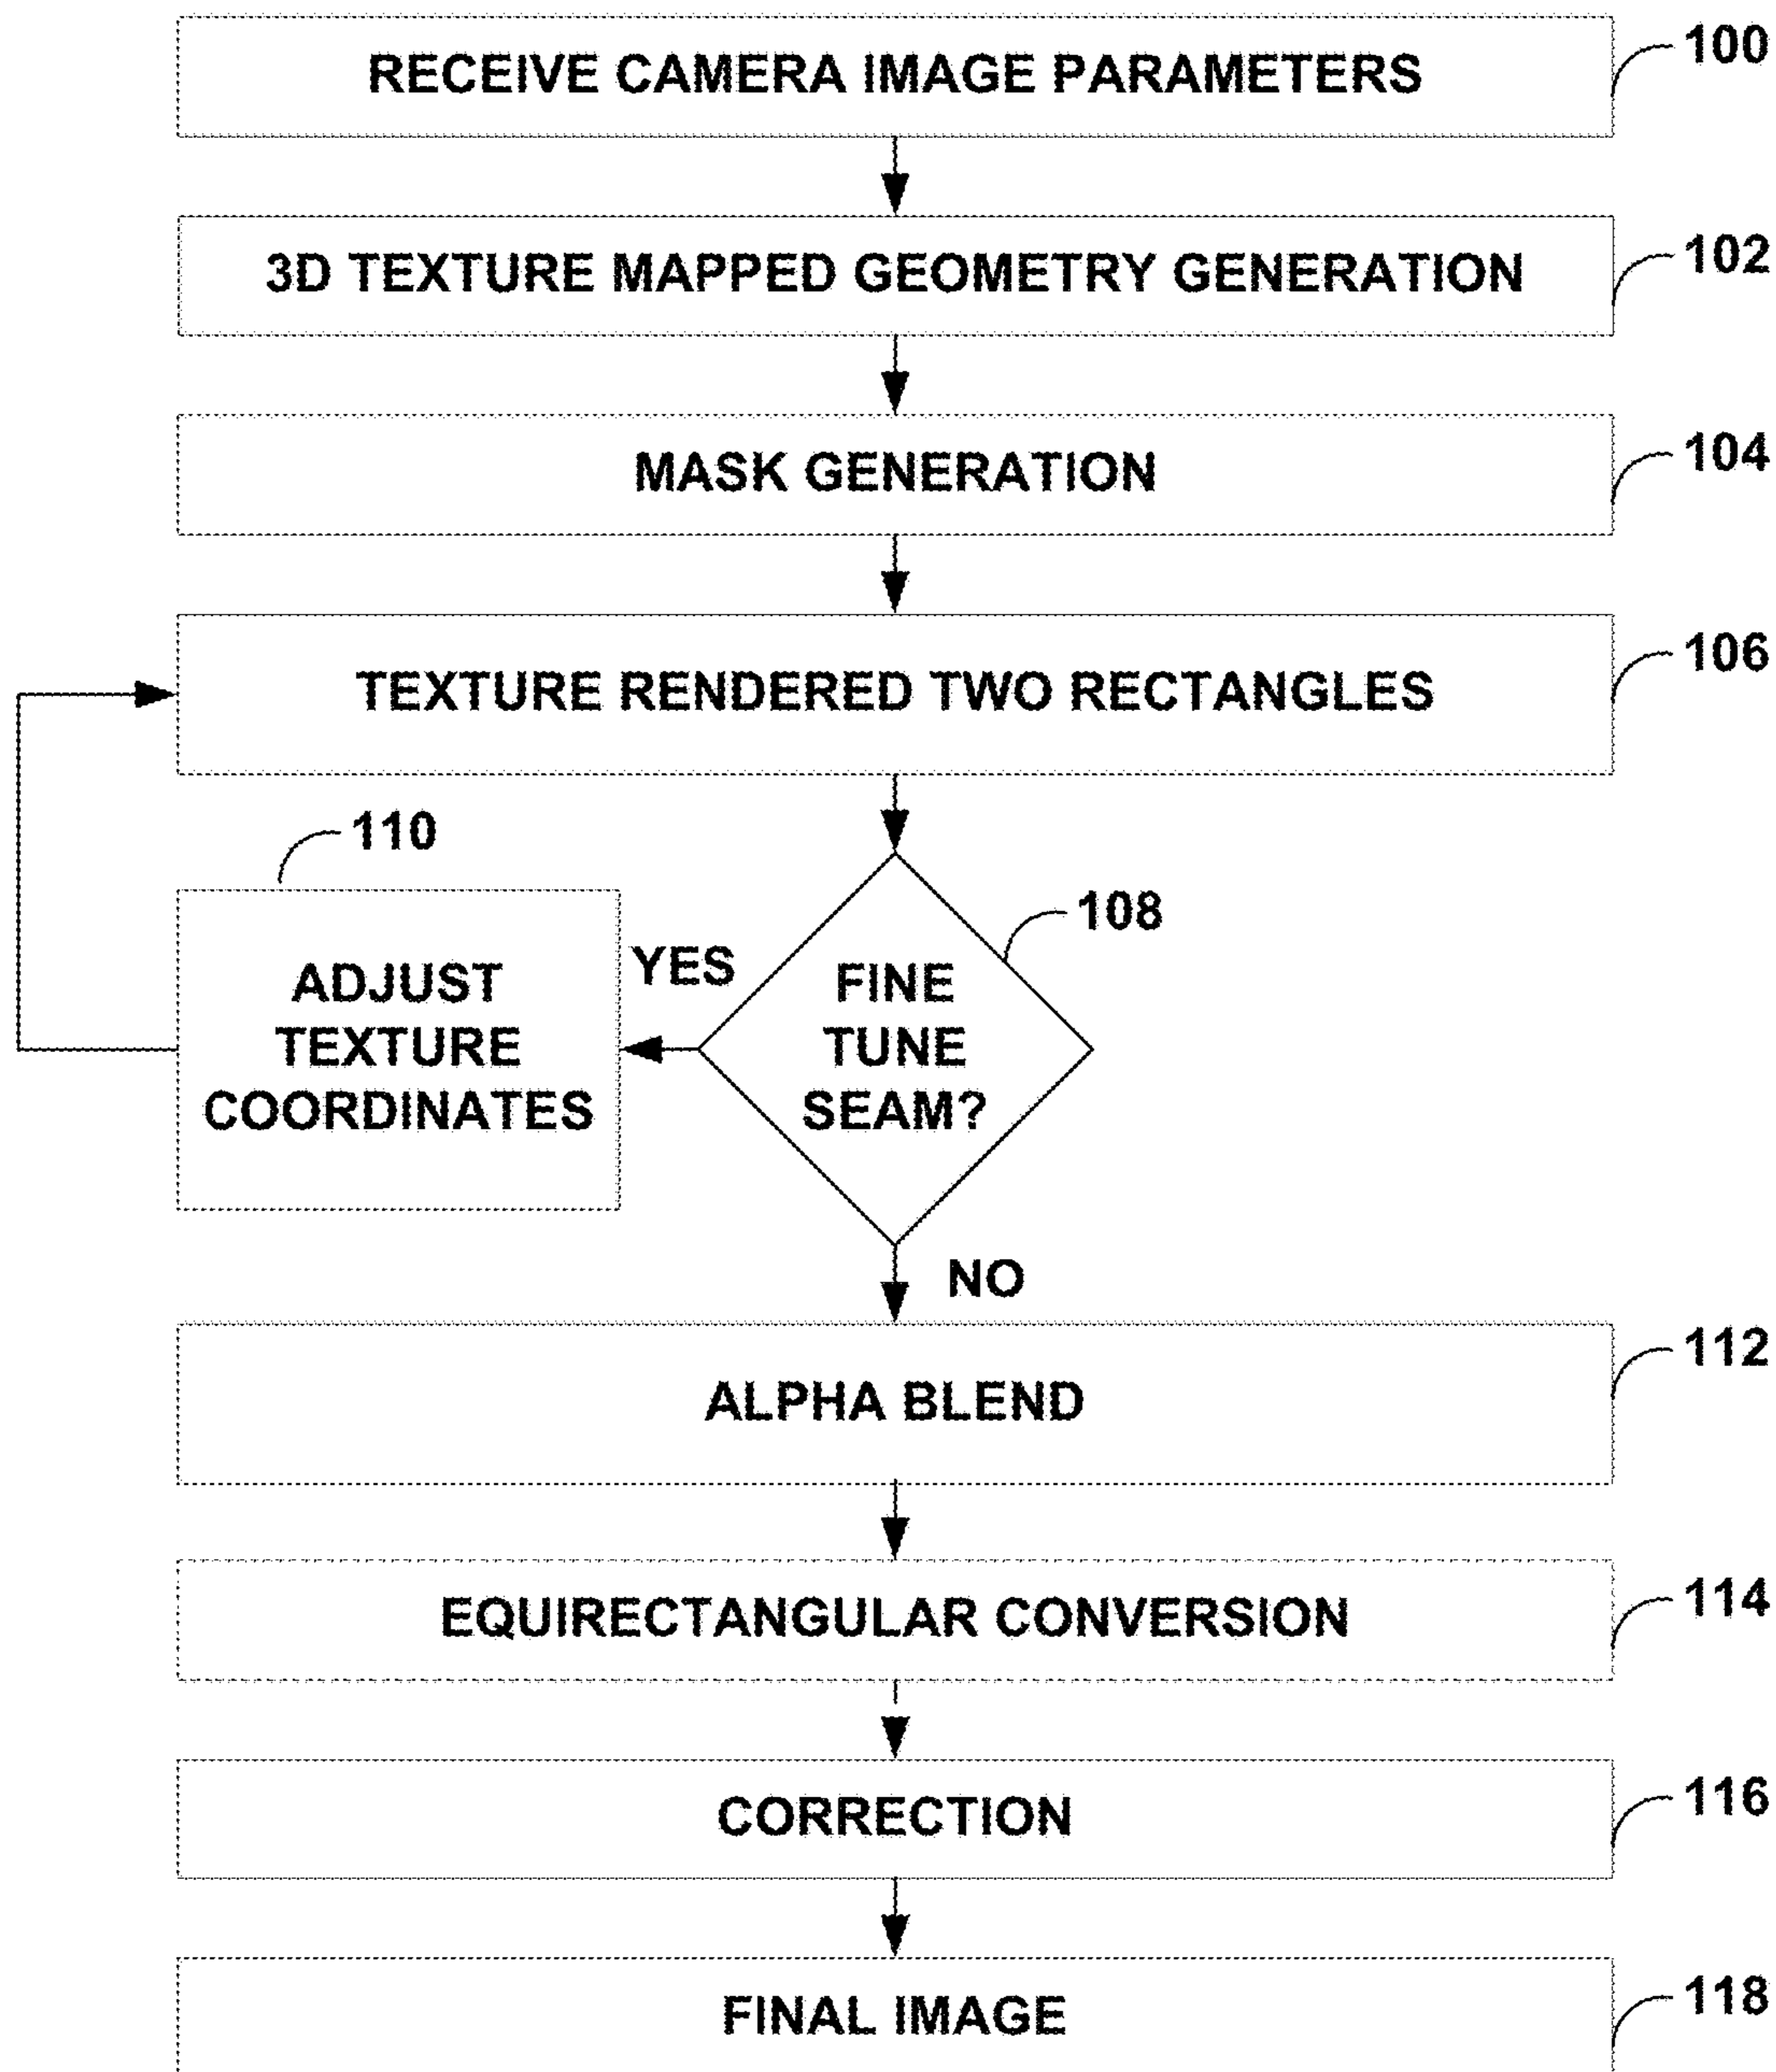 RECEIVE CAMERA IMAGE PARAMETERS
100
3D TEXTURE MAPPED GEOMETRY GENERATION
102
MASK GENERATION
104
TEXTURE RENDERED TWO RECTANGLES
106
110
108
YES
ADJUST
TEXTURE
COORDINATES
FINE
TUNE
SEAM?
NO
ALPHA BLEND
112
EQUIRECTANGULAR CONVERSION
114
CORRECTION
116
FINAL IMAGE
118